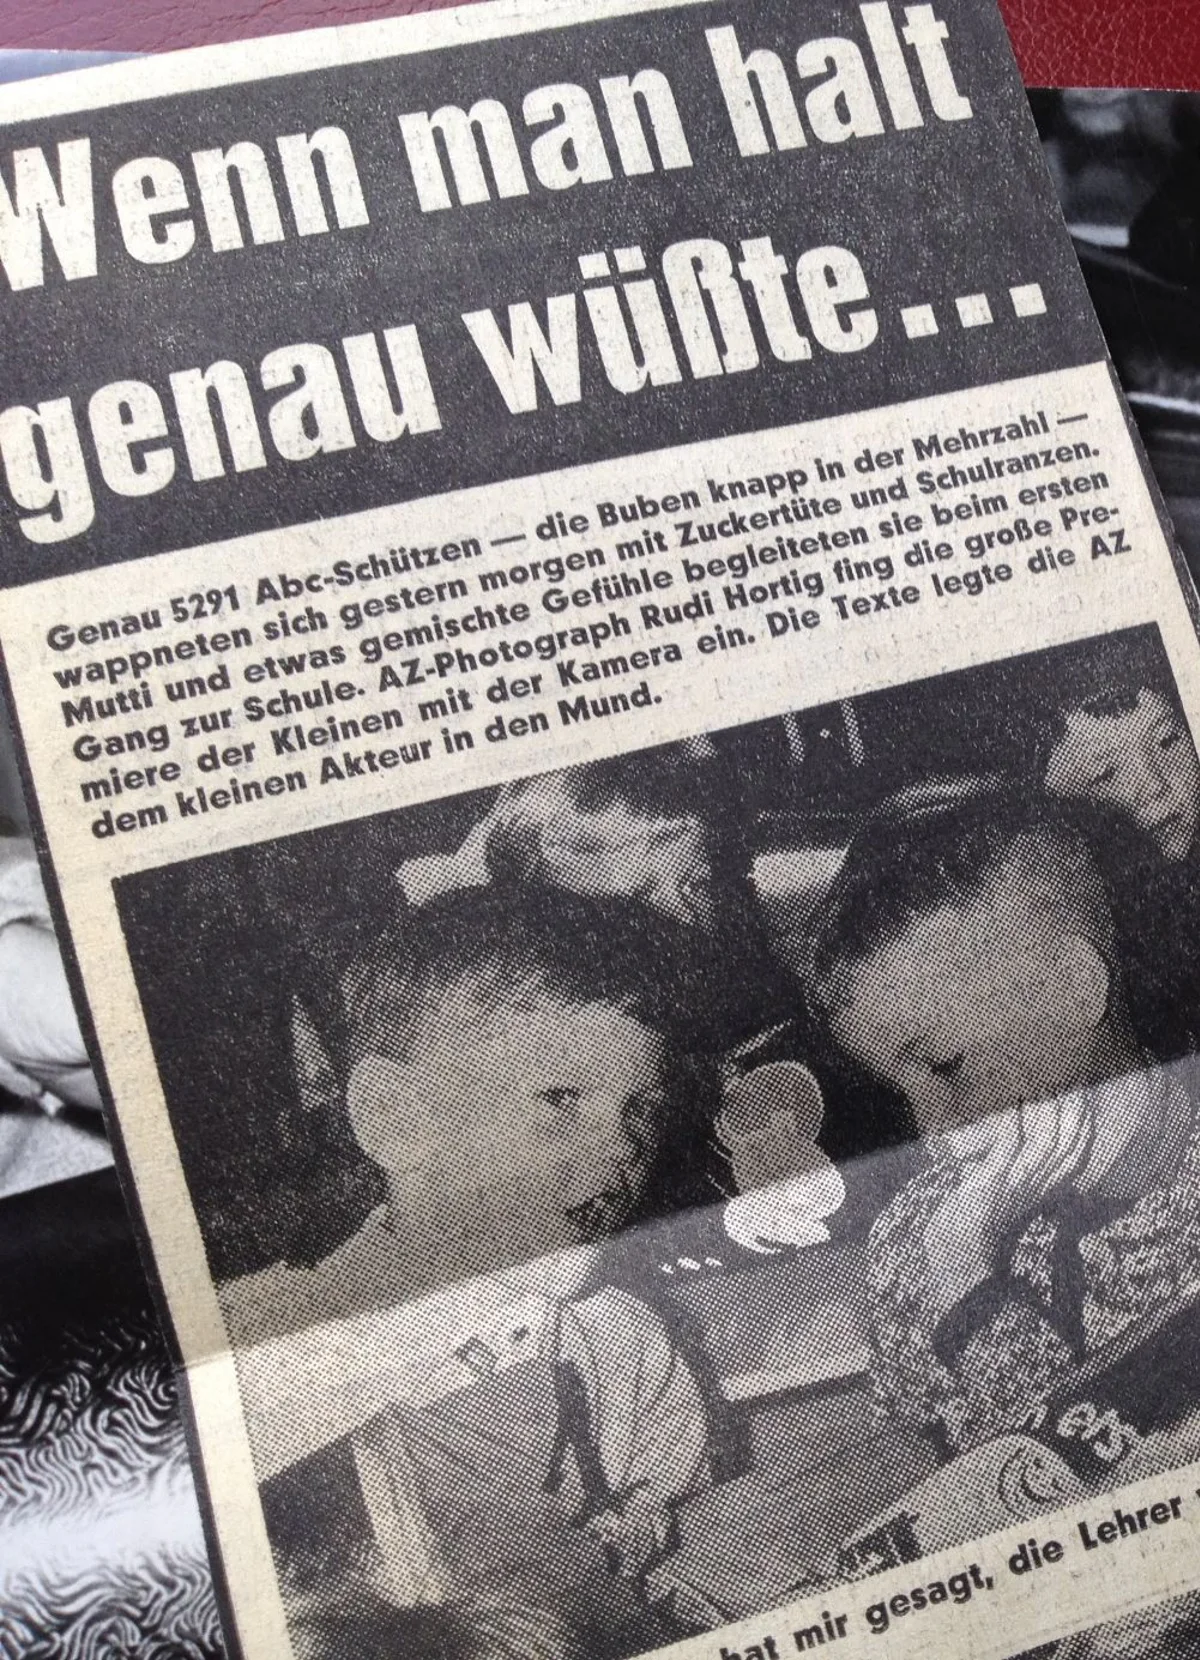 Wenn man halt
genau wüßte...
Genau 5291 Abc-Schützen — die Buben knapp in der Mehrzahl —
wappneten sich gestern morgen mit Zuckertüte und Schulranzen.
Mutti und etwas gemischte Gefühle begleiteten sie beim ersten
Gang zur Schule. AZ-Photograph Rudi Hortig fing die große Pre-
miere der Kleinen mit der Kamera ein. Die Texte legte die AZ
dem kleinen Akteur in den Mund.
hat mir gesagt, die Lehrer